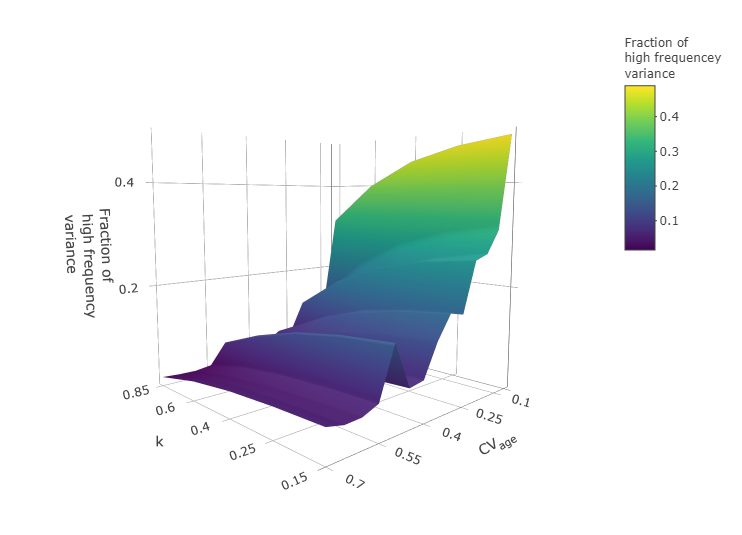 Fraction of
high frequencey
variance
0.4
0.3
0.2
0.1
0.4
0.2
Fraction of
high frequency
variance
0.85
0.6
0.4
0.25
0.15
k
0.1
0.25
0.4
0.55
0.7
CV age